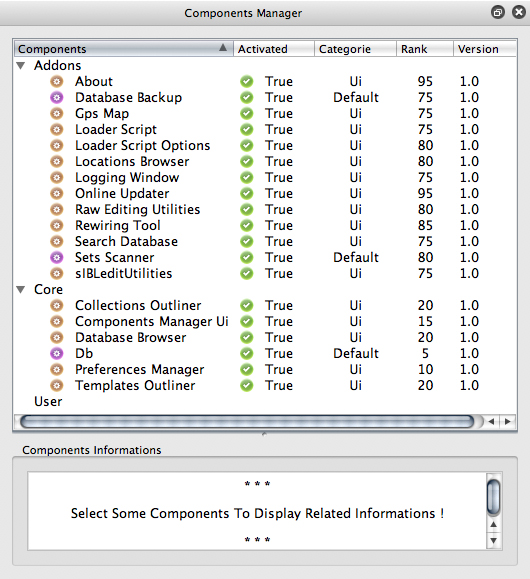 Components Manager
Components Activated Categorie Rank Version
Addons
About True Ui 95 1.0
Database Backup True Default 75 1.0
Gps Map True Ui 75 1.0
Loader Script True Ui 75 1.0
Loader Script Options True Ui 80 1.0
Locations Browser True Ui 80 1.0
Logging Window True Ui 75 1.0
Online Updater True Ui 95 1.0
Raw Editing Utilities True Ui 80 1.0
Rewiring Tool True Ui 85 1.0
Search Database True Ui 75 1.0
Sets Scanner True Default 80 1.0
sIBLeditUtilities True Ui 75 1.0
Core
Collections Outliner True Ui 20 1.0
Components Manager Ui True Ui 15 1.0
Database Browser True Ui 20 1.0
Db True Default 5 1.0
Preferences Manager True Ui 10 1.0
Templates Outliner True Ui 20 1.0
User
Components Informations
* * *
Select Some Components To Display Related Informations !
* * *